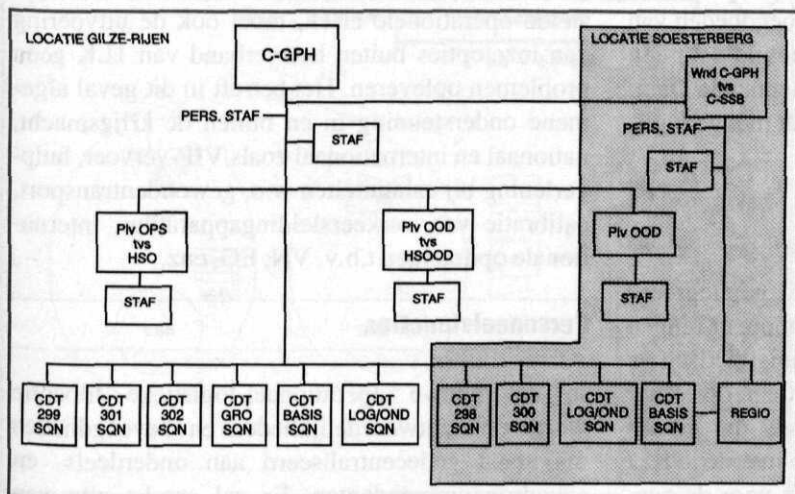 LOCATIE GILZE-RIJEN
C-GPH
PERS. STAF
STAF
Plv OPS
tvs
HSO
STAF
Plv OOD
tvs
HSOOD
STAF
LOCATIE SOESTERBERG
Wnd C-GPH
tvs
C-SSB
PERS. STAF
STAF
Plv OOD
STAF
CDT
299
SQN
CDT
301
SQN
CDT
302
SQN
CDT
GRO
SQN
CDT
BASIS
SQN
CDT
LOG/OND
SQN
CDT
298
SQN
CDT
300
SQN
CDT
LOG/OND
SQN
CDT
BASIS
SQN
REGIO